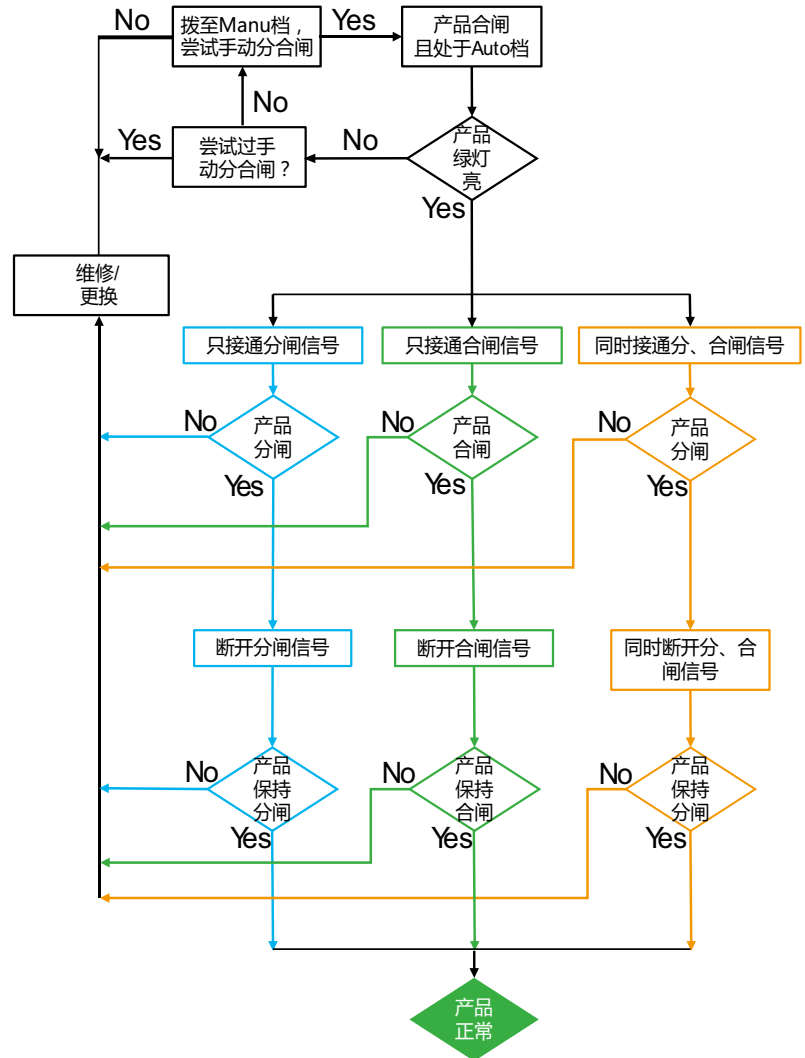 No
拨至Manu档，
尝试手动分合闸
Yes
产品合闸
且处于Auto档
No
Yes
尝试过手
动分合闸？
No
产品
绿灯
亮
Yes
维修/
更换
只接通分闸信号
只接通合闸信号
同时接通分、合闸信号
No
产品
分闸
Yes
No
产品
合闸
Yes
No
产品
分闸
Yes
断开分闸信号
断开合闸信号
同时断开分、合
闸信号
No
产品
保持
分闸
Yes
No
产品
保持
合闸
Yes
No
产品
保持
分闸
Yes
产品
正常